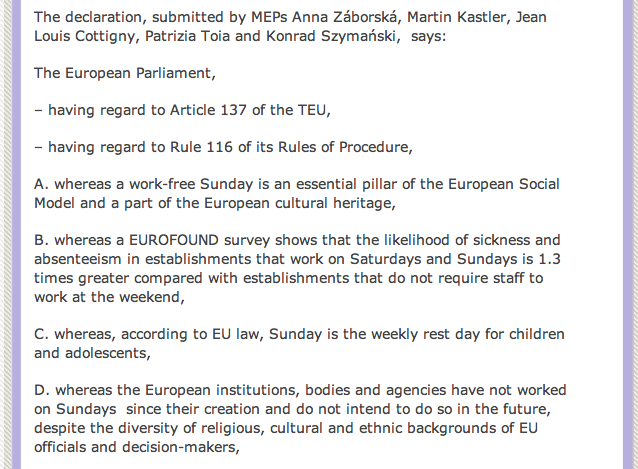 The declaration, submitted by MEPs Anna Záborská, Martin Kastler, Jean
Louis Cottigny, Patrizia Toia and Konrad Szymański,  says:
The European Parliament,
– having regard to Article 137 of the TEU,
– having regard to Rule 116 of its Rules of Procedure,
A. whereas a work-free Sunday is an essential pillar of the European Social
Model and a part of the European cultural heritage,
B. whereas a EUROFOUND survey shows that the likelihood of sickness and
absenteeism in establishments that work on Saturdays and Sundays is 1.3
times greater compared with establishments that do not require staff to
work at the weekend,
C. whereas, according to EU law, Sunday is the weekly rest day for children
and adolescents,
D. whereas the European institutions, bodies and agencies have not worked
on Sundays  since their creation and do not intend to do so in the future,
despite the diversity of religious, cultural and ethnic backgrounds of EU
officials and decision-makers,